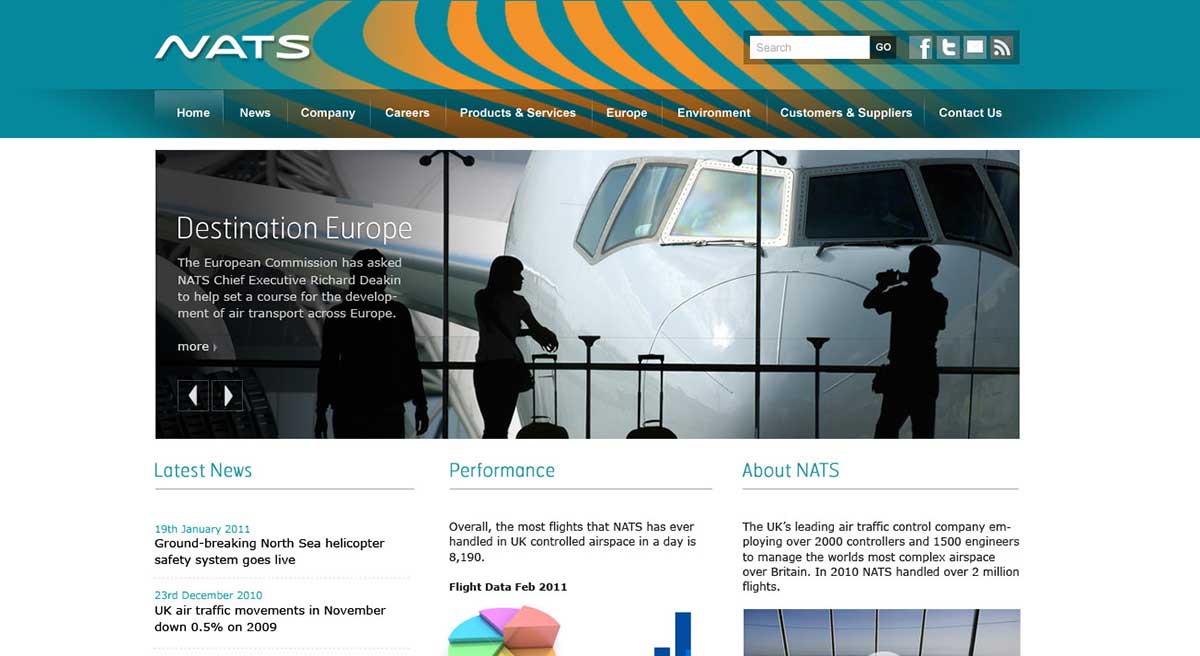 NATS
Search
GO
Home
News
Company
Careers
Products & Services
Europe
Environment
Customers & Suppliers
Contact Us
Destination Europe
The European Commission has asked
NATS Chief Executive Richard Deakin
to help set a course for the develop-
ment of air transport across Europe.
more
Latest News
19th January 2011
Ground-breaking North Sea helicopter
safety system goes live
23rd December 2010
UK air traffic movements in November
down 0.5% on 2009
Performance
Overall, the most flights that NATS has ever
handled in UK controlled airspace in a day is
8,190.
Flight Data Feb 2011
About NATS
The UK’s leading air traffic control company em-
ploying over 2000 controllers and 1500 engineers
to manage the worlds most complex airspace
over Britain. In 2010 NATS handled over 2 million
flights.